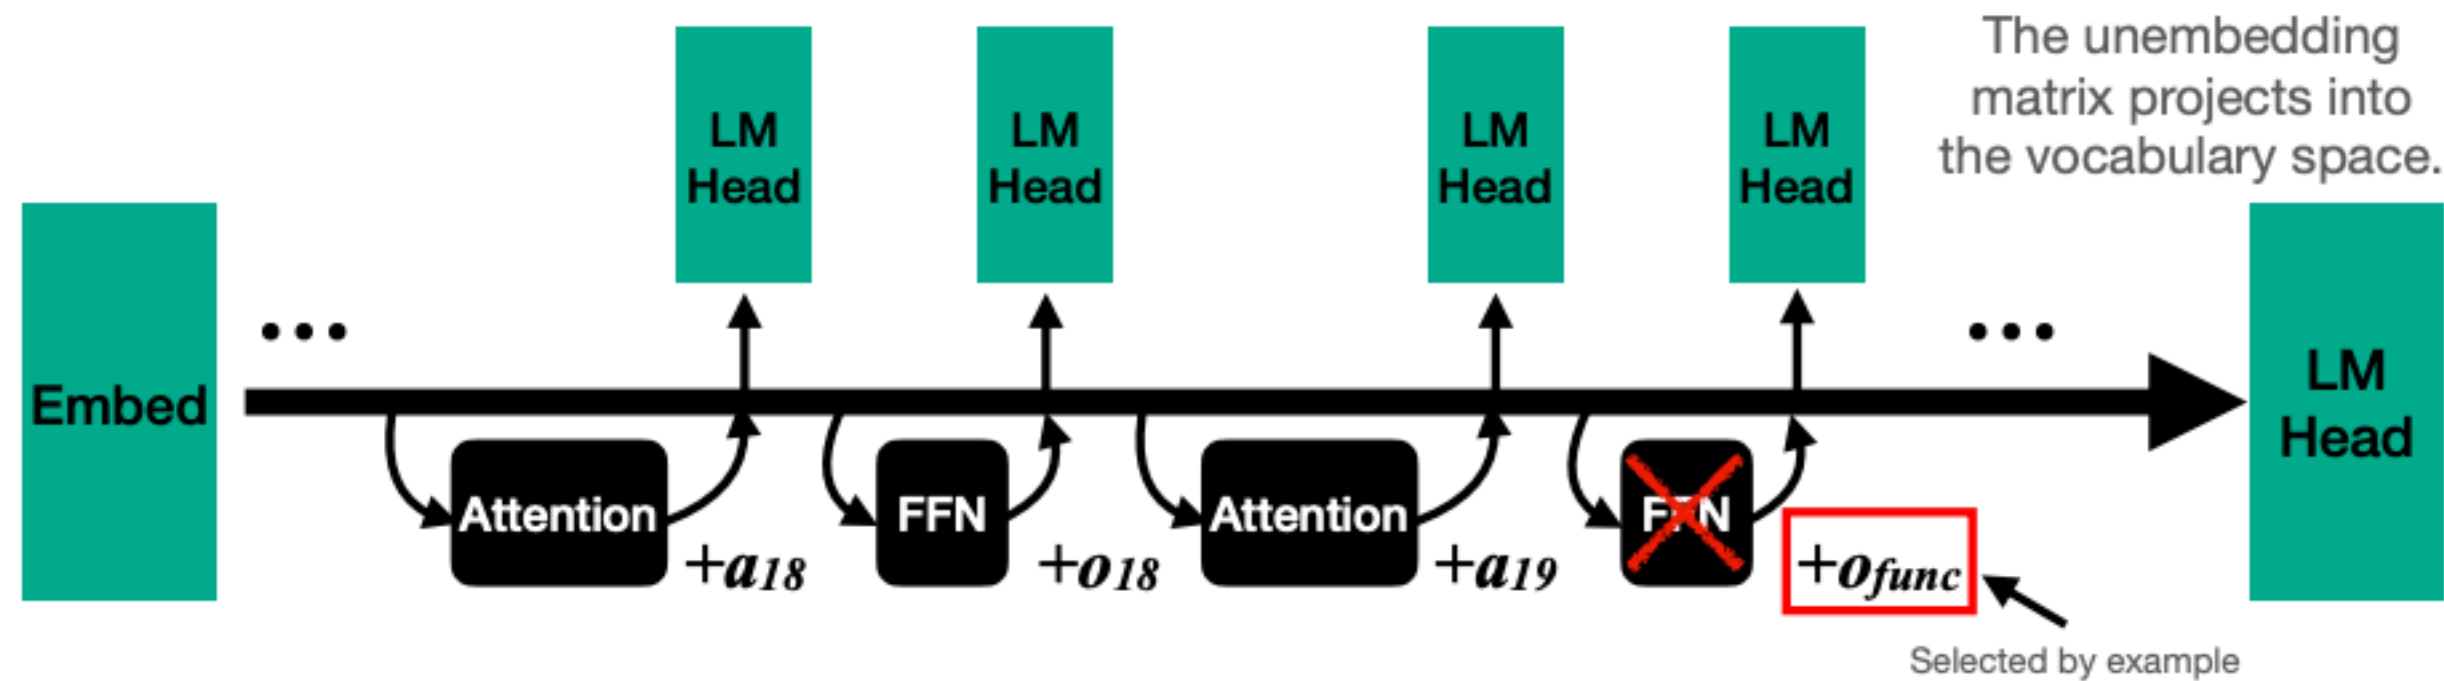 The unembedding
matrix projects into
the vocabulary space.
LM
Head
LM
Head
LM
Head
LM
Head
Embed
...
...
LM
Head
Attention
+a18
FFN
+o18
Attention
+a19
FFN
+ofunc
Selected by example